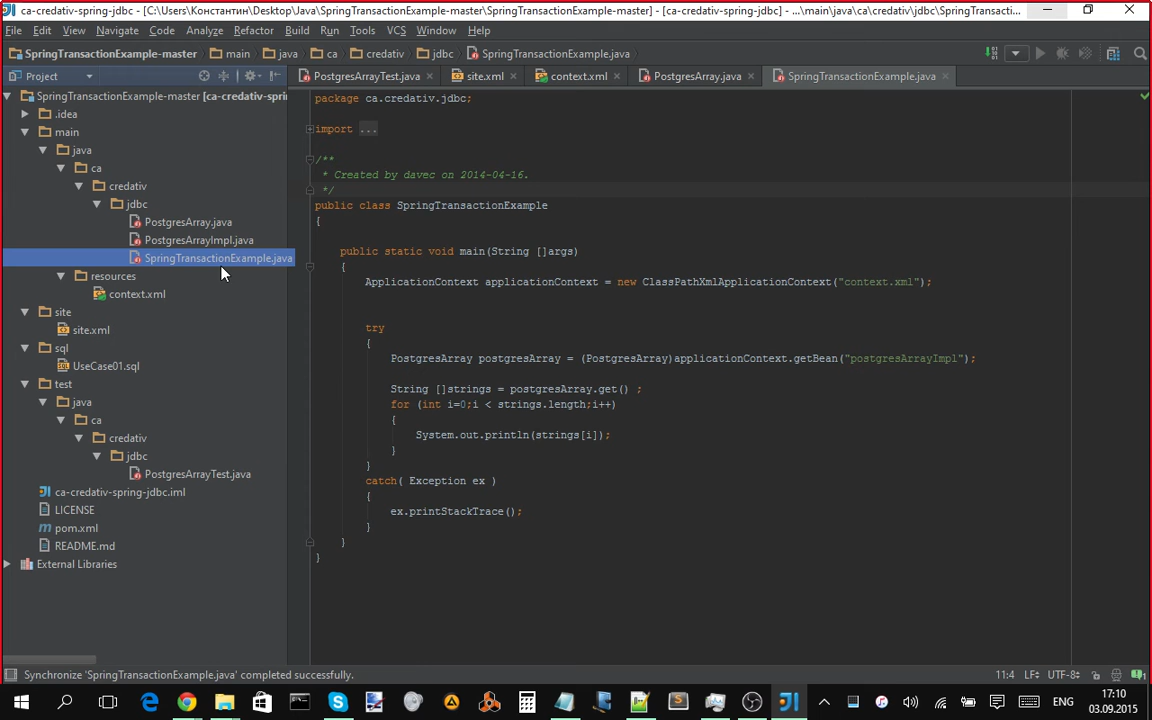 ca-credativ-spring-jdbc - [C:\Users\Константин\Desktop\Java\SpringTransactionExample-master\SpringTransactionExample-master] - [ca-credativ-spring-jdbc] - ...\main\java\ca\credativ\jdbc\SpringTransacti...
File Edit View Navigate Code Analyze Refactor Build Run Tools VCS Window Help
SpringTransactionExample-master main java ca credativ jdbc SpringTransactionExample.java
Project
PostgresArrayTest.java site.xml context.xml PostgresArray.java SpringTransactionExample.java
SpringTransactionExample-master [ca-credativ-spri
.idea
main
java
ca
credativ
jdbc
PostgresArray.java
PostgresArrayImpl.java
SpringTransactionExample.java
resources
context.xml
site
site.xml
sql
UseCase01.sql
test
java
ca
credativ
jdbc
PostgresArrayTest.java
ca-credativ-spring-jdbc.iml
LICENSE
pom.xml
README.md
External Libraries
package ca.credativ.jdbc;
import ...
/**
* Created by davec on 2014-04-16.
*/
public class SpringTransactionExample
{
public static void main(String []args)
{
ApplicationContext applicationContext = new ClassPathXmlApplicationContext("context.xml");
try
{
PostgresArray postgresArray = (PostgresArray)applicationContext.getBean("postgresArrayImpl");
String []strings = postgresArray.get() ;
for (int i=0;i < strings.length;i++)
{
System.out.println(strings[i]);
}
}
catch( Exception ex )
{
ex.printStackTrace();
}
}
}
Synchronize 'SpringTransactionExample.java' completed successfully.
11:4 LF÷ UTF-8÷
ENG
17:10
03.09.2015